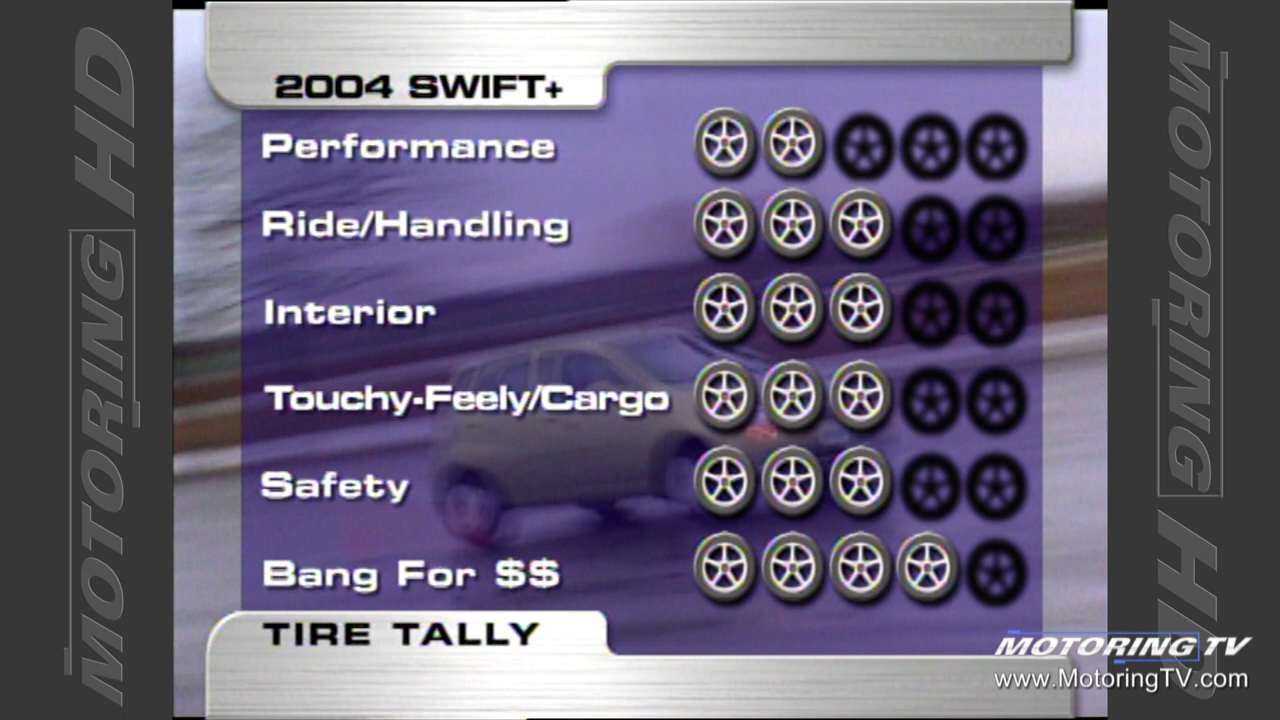 MOTORING HD
2004 SWIFT+
Performance
Ride/Handling
Interior
Touchy-Feely/Cargo
Safety
Bang For $$
TIRE TALLY
MOTORING HD
MOTORING TV
www.MotoringTV.com